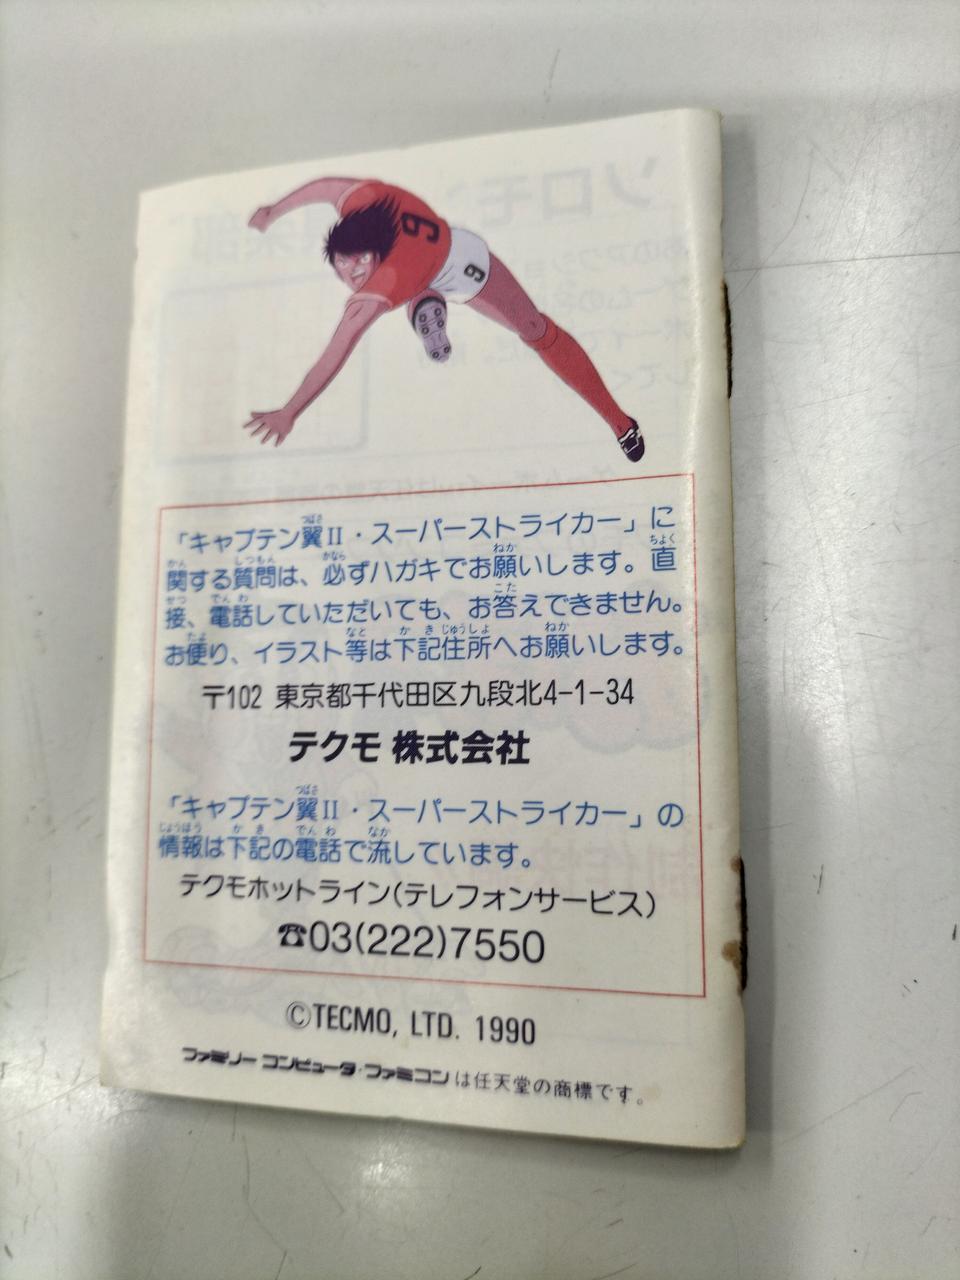 9
9
「キャプテン翼II・スーパーストライカー」に
関する質問は、必ずハガキでお願いします。直
接、電話していただいても、お答えできません。
お便り、イラスト等は下記住所へお願いします。
〒102 東京都千代田区九段北4-1-34
テクモ 株式会社
「キャプテン翼II・スーパーストライカー」の
情報は下記の電話で流しています。
テクモホットライン(テレフォンサービス)
☎03(222)7550
©TECMO, LTD. 1990
ファミリーコンピュータ・ファミコンは任天堂の商標です。